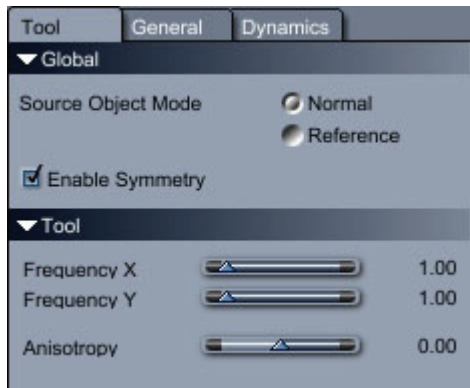 Tool General Dynamics
Global
Source Object Mode Normal
Reference
Enable Symmetry
Tool
Frequency X 1.00
Frequency Y 1.00
Anisotropy 0.00